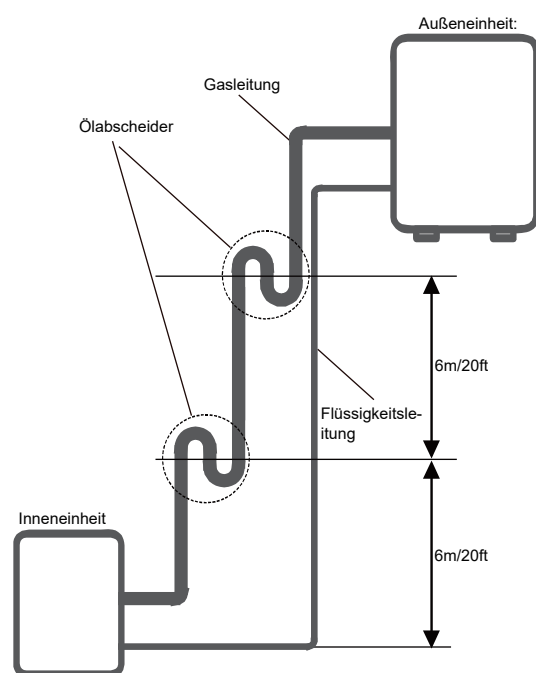 Außeneinheit:
Gasleitung
Ölabscheider
6m/20ft
Flüssigkeitsle-
itung
Inneneinheit
6m/20ft